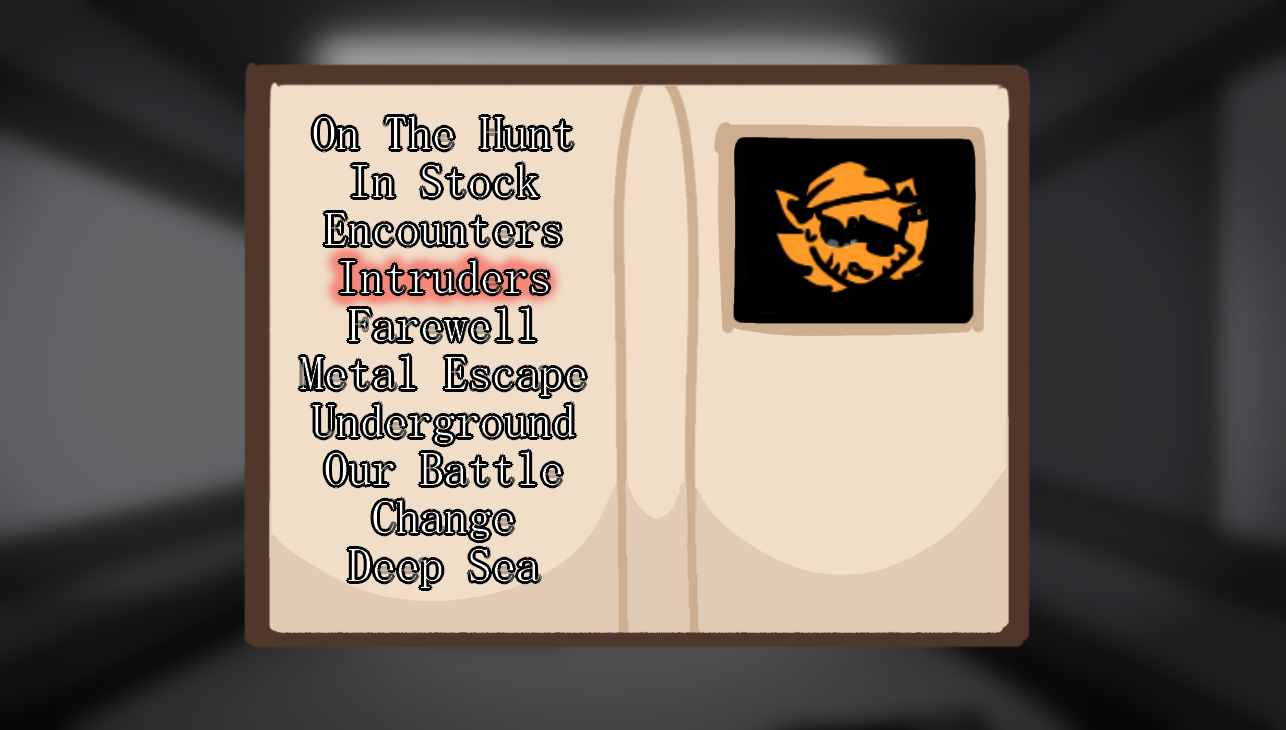 On The Hunt
In Stock
Encounters
Intruders
Farewell
Metal Escape
Underground
Our Battle
Change
Deep Sea